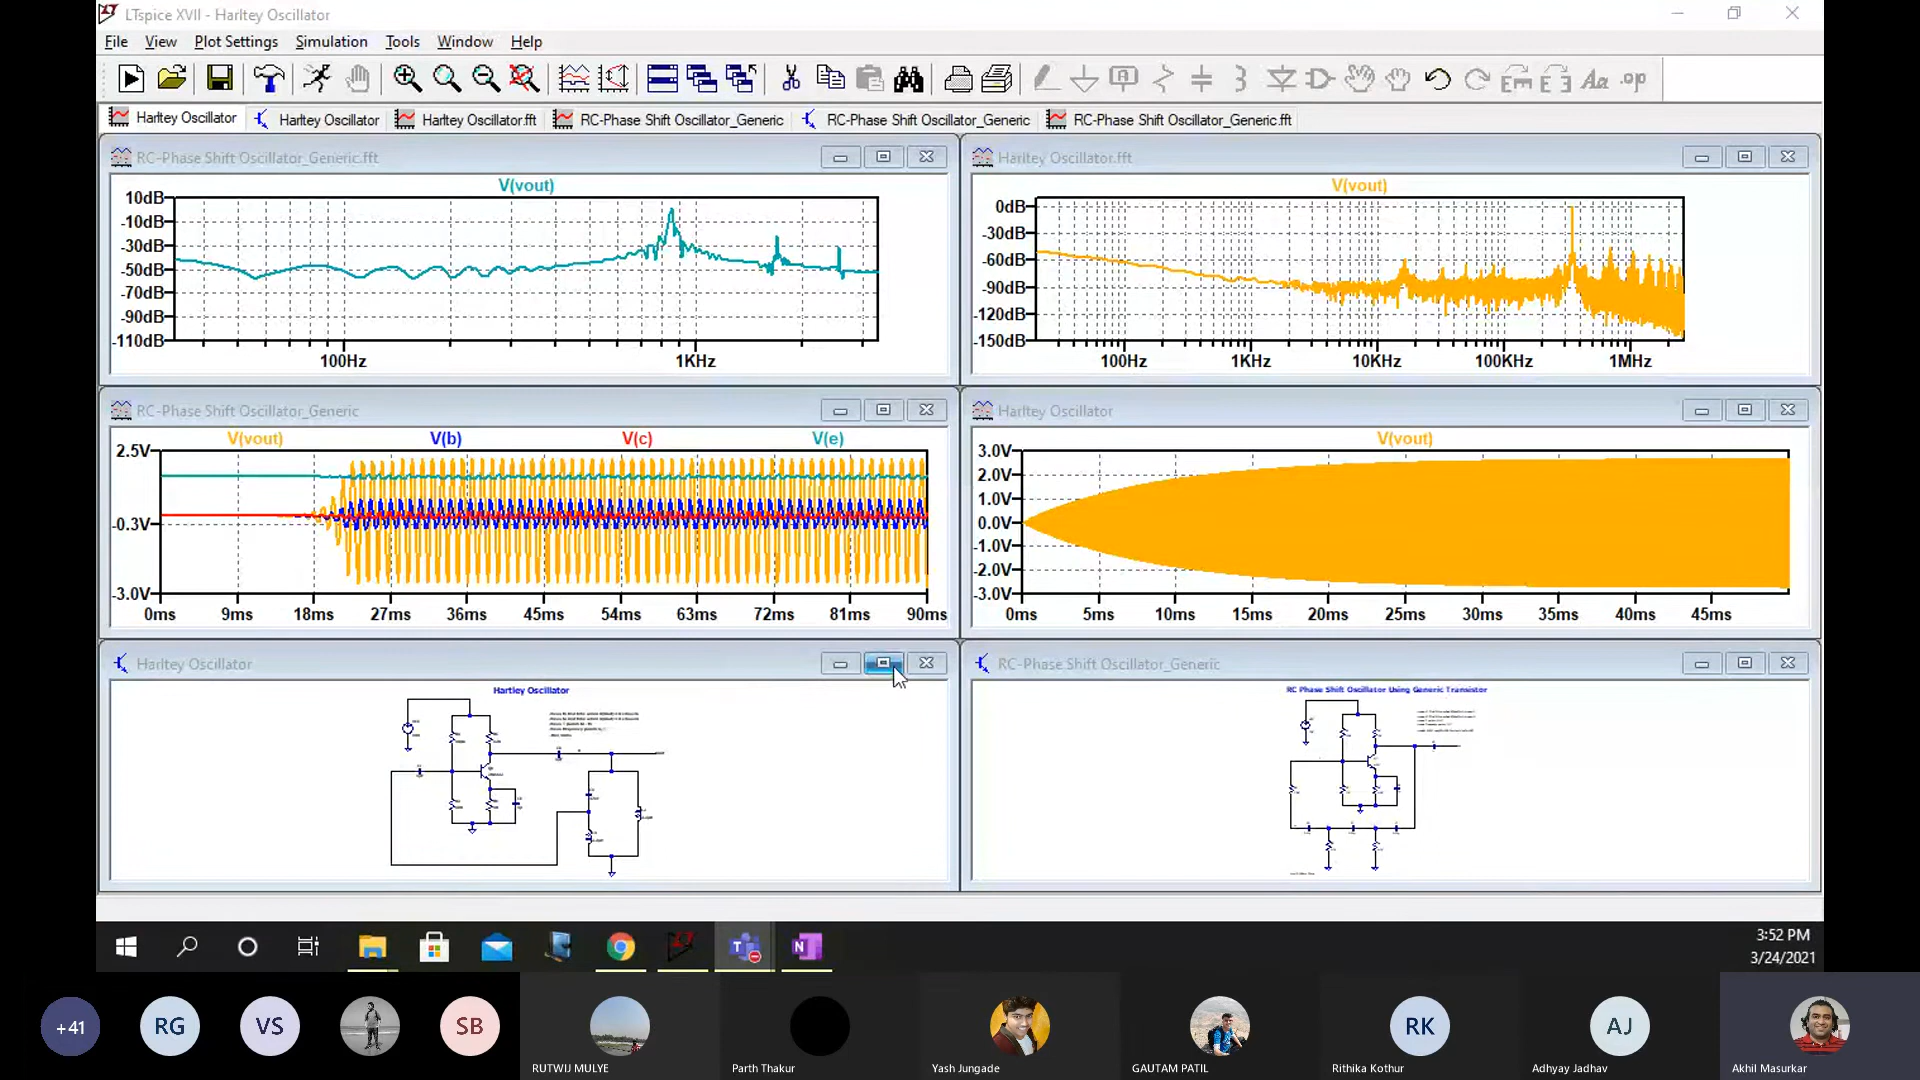 LTspice XVII - Harltey Oscillator
File View Plot Settings Simulation Tools Window Help
Aa .op
Harltey Oscillator Harltey Oscillator Harltey Oscillator.fft RC-Phase Shift Oscillator_Generic RC-Phase Shift Oscillator_Generic RC-Phase Shift Oscillator_Generic.fft
RC-Phase Shift Oscillator_Generic.fft
V(vout)
10dB
-10dB
-30dB
-50dB
-70dB
-90dB
-110dB
100Hz 1KHz
Harltey Oscillator.fft
V(vout)
0dB
-30dB
-60dB
-90dB
-120dB
-150dB
100Hz 1KHz 10KHz 100KHz 1MHz
RC-Phase Shift Oscillator_Generic
V(vout) V(b) V(c) V(e)
2.5V
-0.3V
-3.0V
0ms 9ms 18ms 27ms 36ms 45ms 54ms 63ms 72ms 81ms 90ms
Harltey Oscillator
V(vout)
3.0V
2.0V
1.0V
0.0V
-1.0V
-2.0V
-3.0V
0ms 5ms 10ms 15ms 20ms 25ms 30ms 35ms 40ms 45ms
Harltey Oscillator
Hartley Oscillator
RC-Phase Shift Oscillator_Generic
RC Phase Shift Oscillator Using Generic Transistor
3:52 PM
3/24/2021
+41 RG VS SB RK AJ
RUTWIJ MULYE Parth Thakur Yash Jungade GAUTAM PATIL Rithika Kothur Adhyay Jadhav Akhil Masurkar